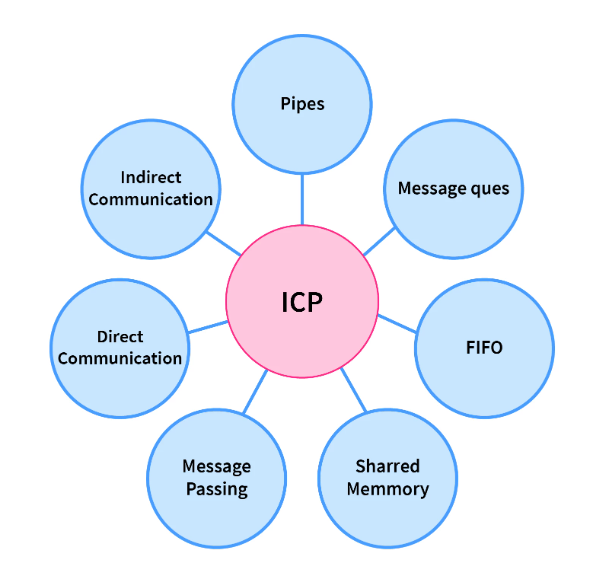 Pipes
Indirect
Communication
Message ques
ICP
Direct
Communication
FIFO
Message
Passing
Sharred
Memmory